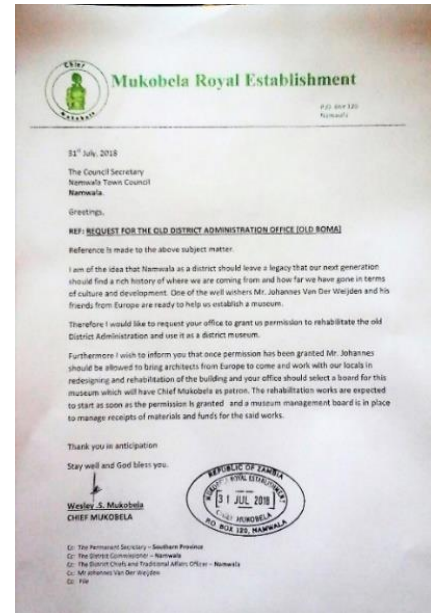 Chief
Mukobela
Mukobela Royal Establishment
P.O. Box 120
Namwala
31st July, 2018
The Council Secretary
Namwala Town Council
Namwala.
Greetings,
REF: REQUEST FOR THE OLD DISTRICT ADMINISTRATION OFFICE [OLD BOMA]
Reference is made to the above subject matter.
I am of the idea that Namwala as a district should leave a legacy that our next generation
should find a rich history of where we are coming from and how far we have gone in terms
of culture and development. One of the well wishers Mr. Johannes Van Der Weijden and his
friends from Europe are ready to help us establish a museum.
Therefore I would like to request your office to grant us permission to rehabilitate the old
District Administration and use it as a district museum.
Furthermore I wish to inform you that once permission has been granted Mr. Johannes
should be allowed to bring architects from Europe to come and work with our locals in
redesigning and rehabilitation of the building and your office should select a board for this
museum which will have Chief Mukobela as patron. The rehabilitation works are expected
to start as soon as the permission is granted and a museum management board is in place
to manage receipts of materials and funds for the said works.
Thank you in anticipation
Stay well and God bless you.
Wesley .S. Mukobela
CHIEF MUKOBELA
REPUBLIC OF ZAMBIA
ROYAL ESTABLISHMENT
31 JUL 2018
CHIEF MUKOBELA
P.O. BOX 120, NAMWALA
Cc: The Permanent Secretary – Southern Province
Cc: The District Commissioner – Namwala
Cc: The District Chiefs and Traditional Affairs Officer – Namwala
Cc: Mr Johannes Van Der Weijden
Cc: File